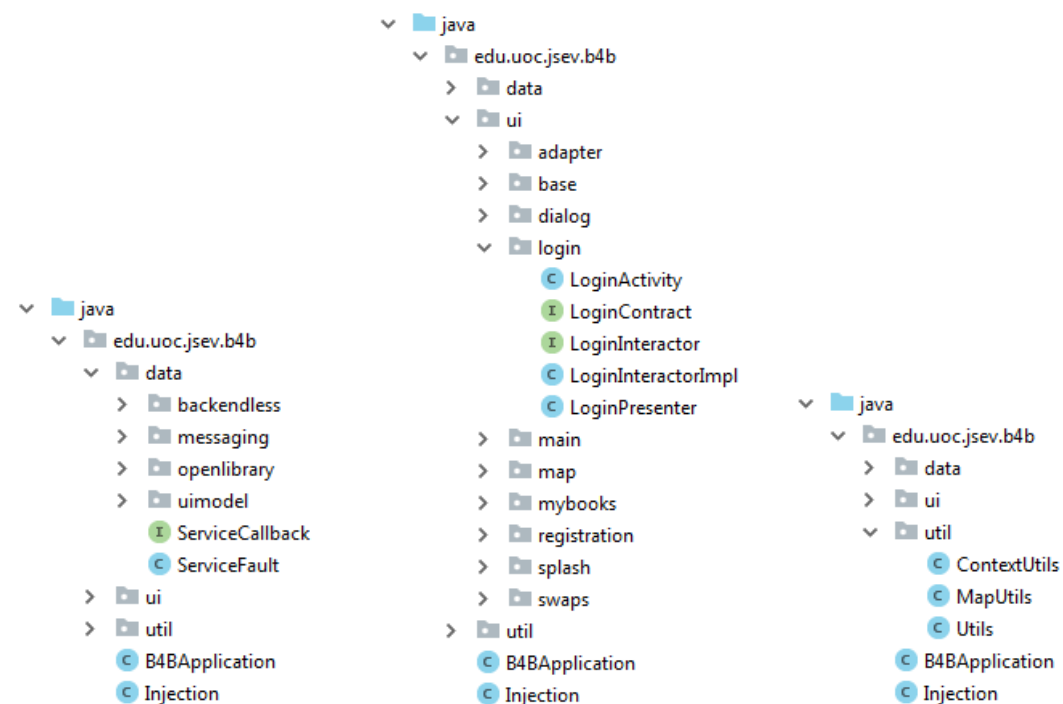 java
edu.uoc.jsev.b4b
data
backendless
messaging
openlibrary
uimodel
I ServiceCallback
C ServiceFault
ui
util
C B4BApplication
C Injection
java
edu.uoc.jsev.b4b
data
ui
adapter
base
dialog
login
C LoginActivity
I LoginContract
I LoginInteractor
C LoginInteractorImpl
C LoginPresenter
main
map
mybooks
registration
splash
swaps
util
C B4BApplication
C Injection
java
edu.uoc.jsev.b4b
data
ui
util
C ContextUtils
C MapUtils
C Utils
C B4BApplication
C Injection